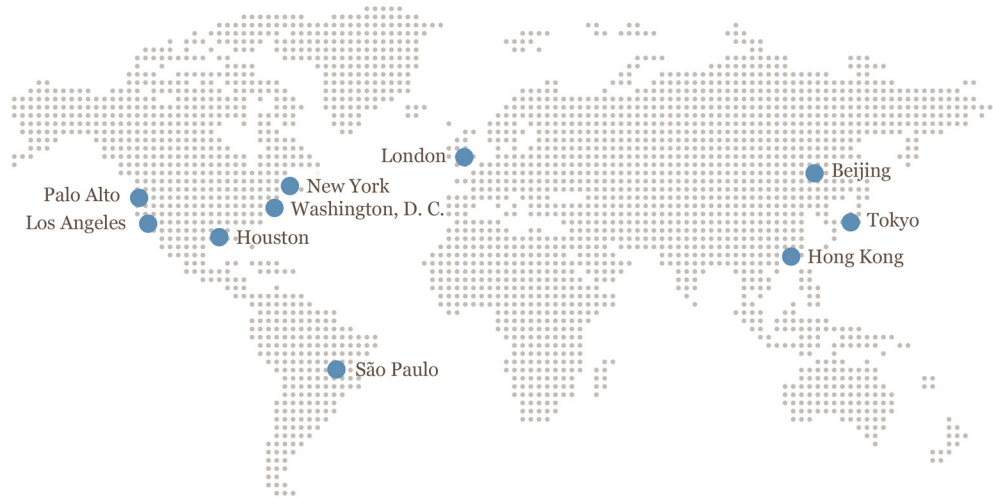 London
Beijing
New York
Palo Alto
Washington, D. C.
Tokyo
Los Angeles
Houston
Hong Kong
São Paulo